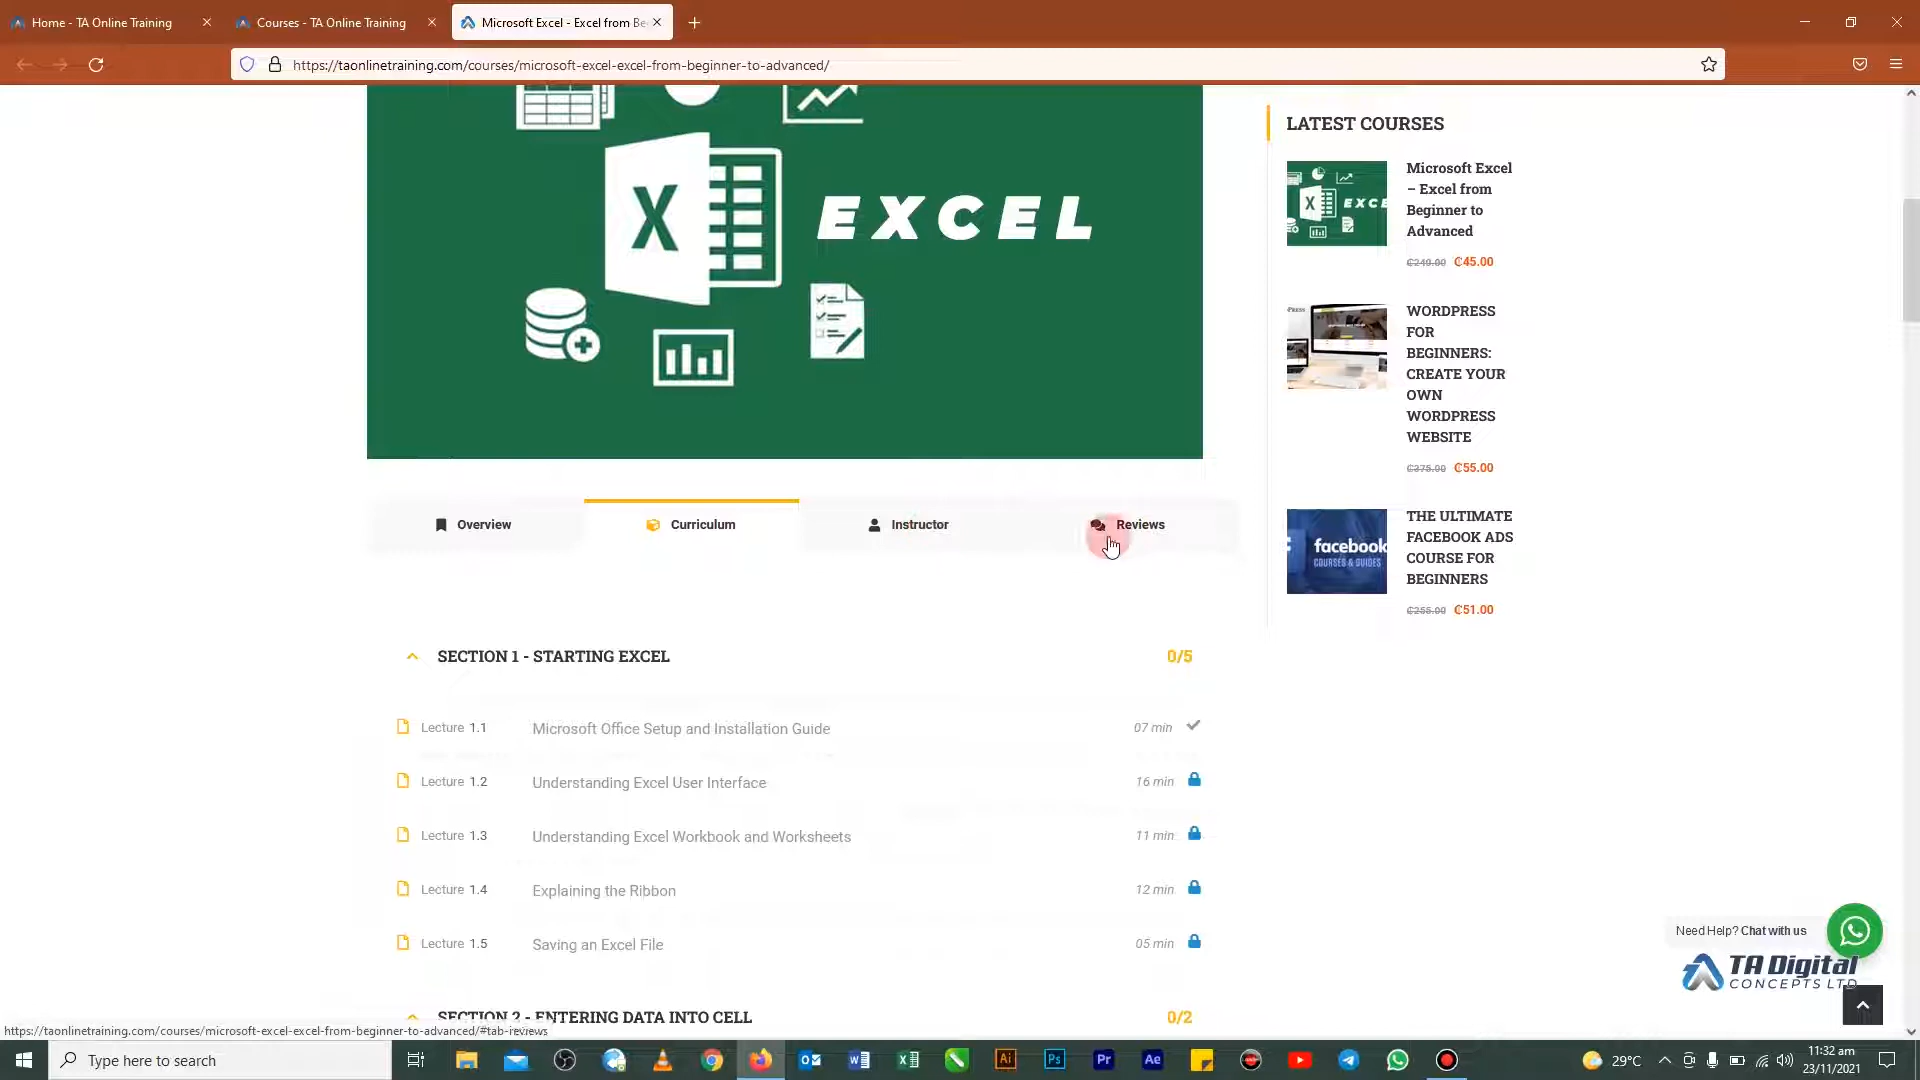 Home - TA Online Training
Courses - TA Online Training
Microsoft Excel - Excel from Be
https://taonlinetraining.com/courses/microsoft-excel-excel-from-beginner-to-advanced/
X
EXCEL
Overview
Curriculum
Instructor
Reviews
SECTION 1 - STARTING EXCEL 0/5
Lecture 1.1 Microsoft Office Setup and Installation Guide 07 min
Lecture 1.2 Understanding Excel User Interface 16 min
Lecture 1.3 Understanding Excel Workbook and Worksheets 11 min
Lecture 1.4 Explaining the Ribbon 12 min
Lecture 1.5 Saving an Excel File 05 min
SECTION 2 - ENTERING DATA INTO CELL 0/2
LATEST COURSES
X EXCE
Microsoft Excel
– Excel from
Beginner to
Advanced
₵249.00 ₵45.00
WORDPRESS
FOR
BEGINNERS:
CREATE YOUR
OWN
WORDPRESS
WEBSITE
₵375.00 ₵55.00
facebook
COURSES & GUIDES
THE ULTIMATE
FACEBOOK ADS
COURSE FOR
BEGINNERS
₵255.00 ₵51.00
Need Help? Chat with us
TA Digital
CONCEPTS LTD
https://taonlinetraining.com/courses/microsoft-excel-excel-from-beginner-to-advanced/#tab-reviews
Type here to search
Ai
Ps
Pr
Ae
29°C
11:32 am
23/11/2021